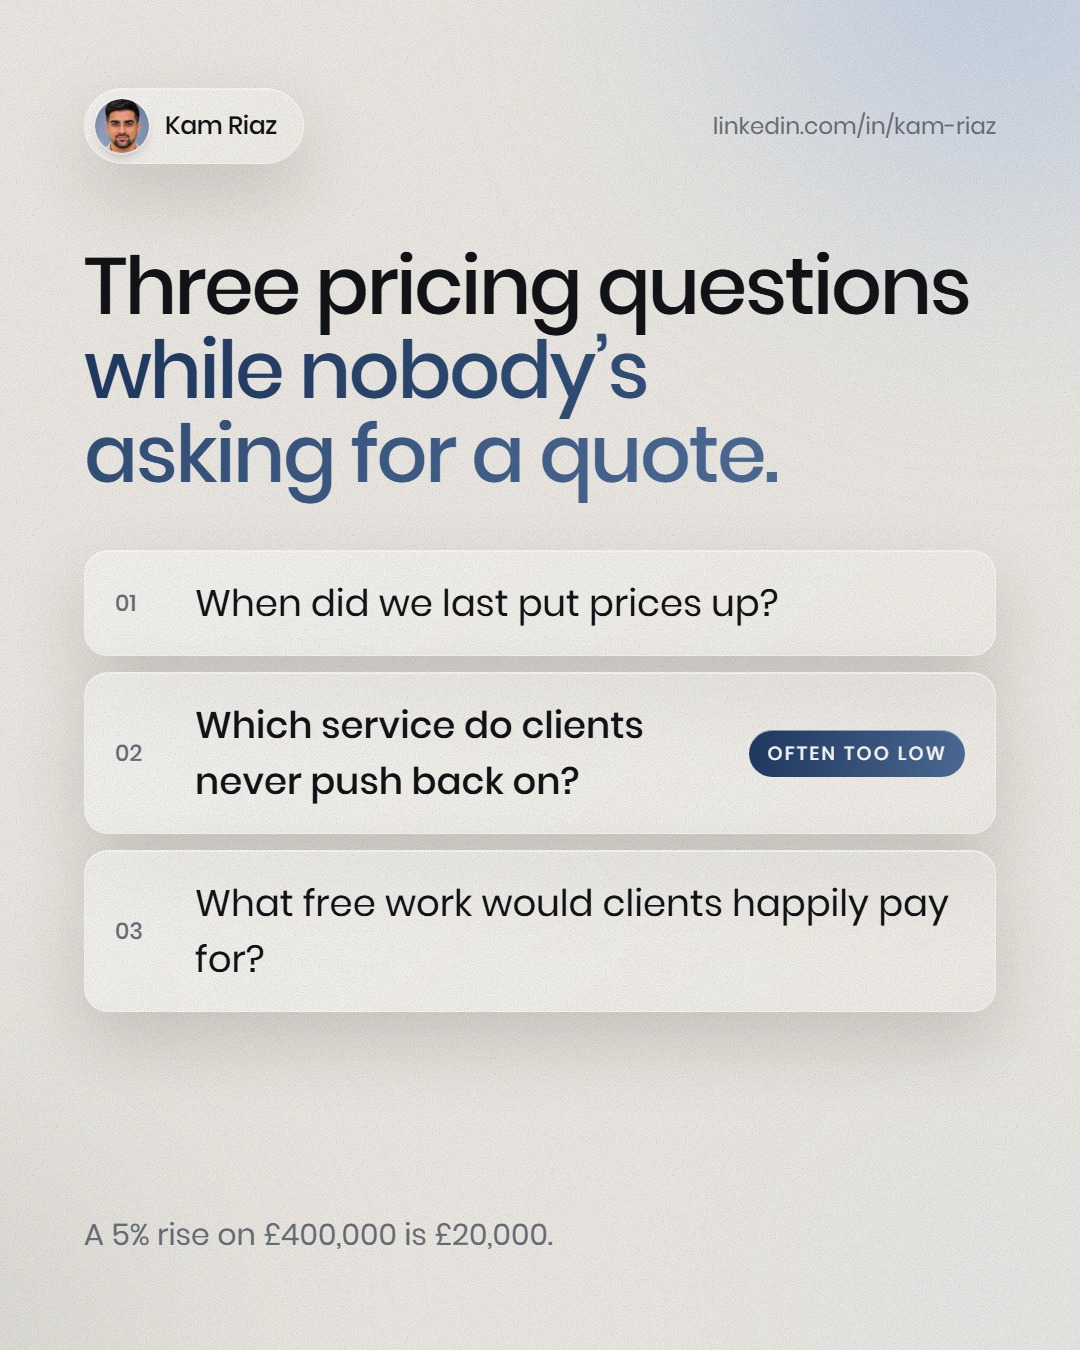 Kam Riaz
linkedin.com/in/kam-riaz
Three pricing questions
while nobody’s
asking for a quote.
01
When did we last put prices up?
02
Which service do clients
never push back on?
OFTEN TOO LOW
03
What free work would clients happily pay
for?
A 5% rise on £400,000 is £20,000.